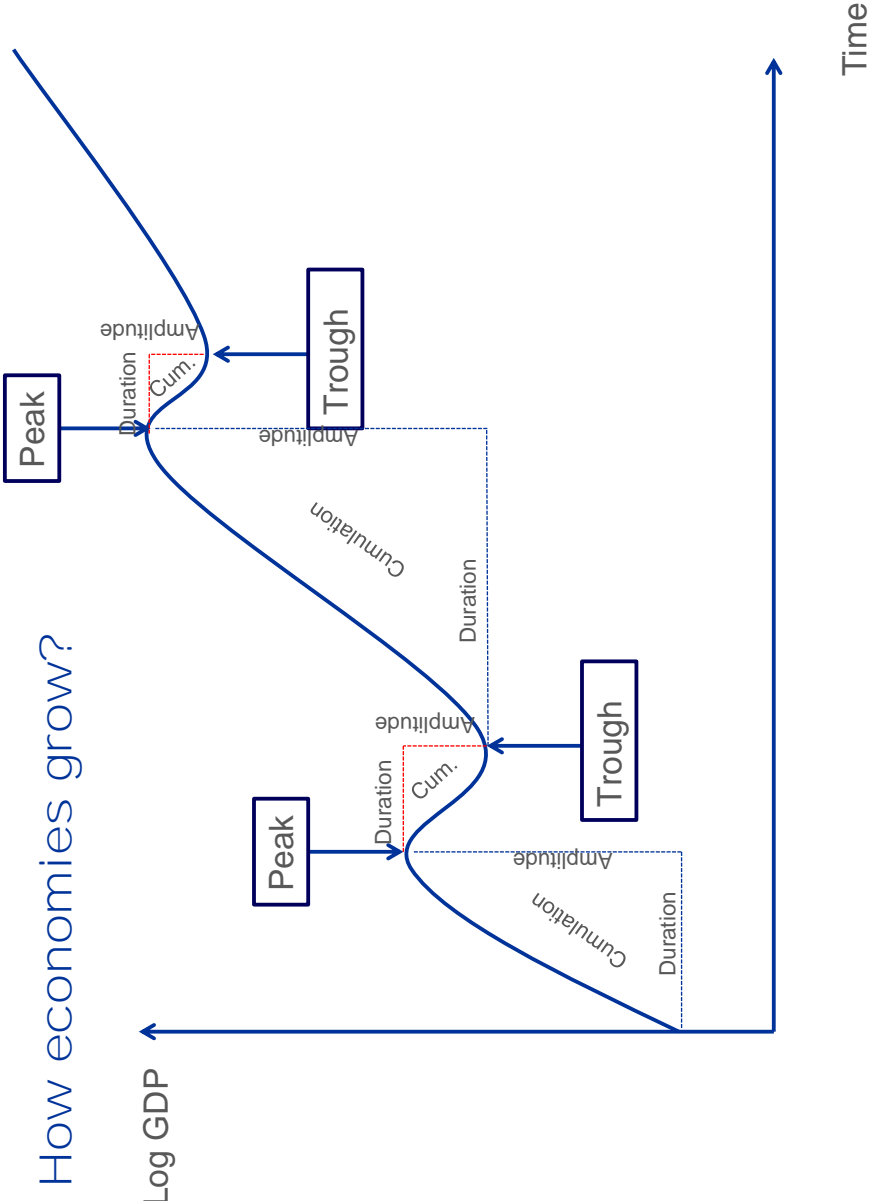 How economies grow?
Log GDP
Peak
Duration
Cum.
Amplitude
Peak
Duration
Cum.
Amplitude
Amplitude
Cumulation
Duration
Trough
Amplitude
Cumulation
Duration
Trough
Time